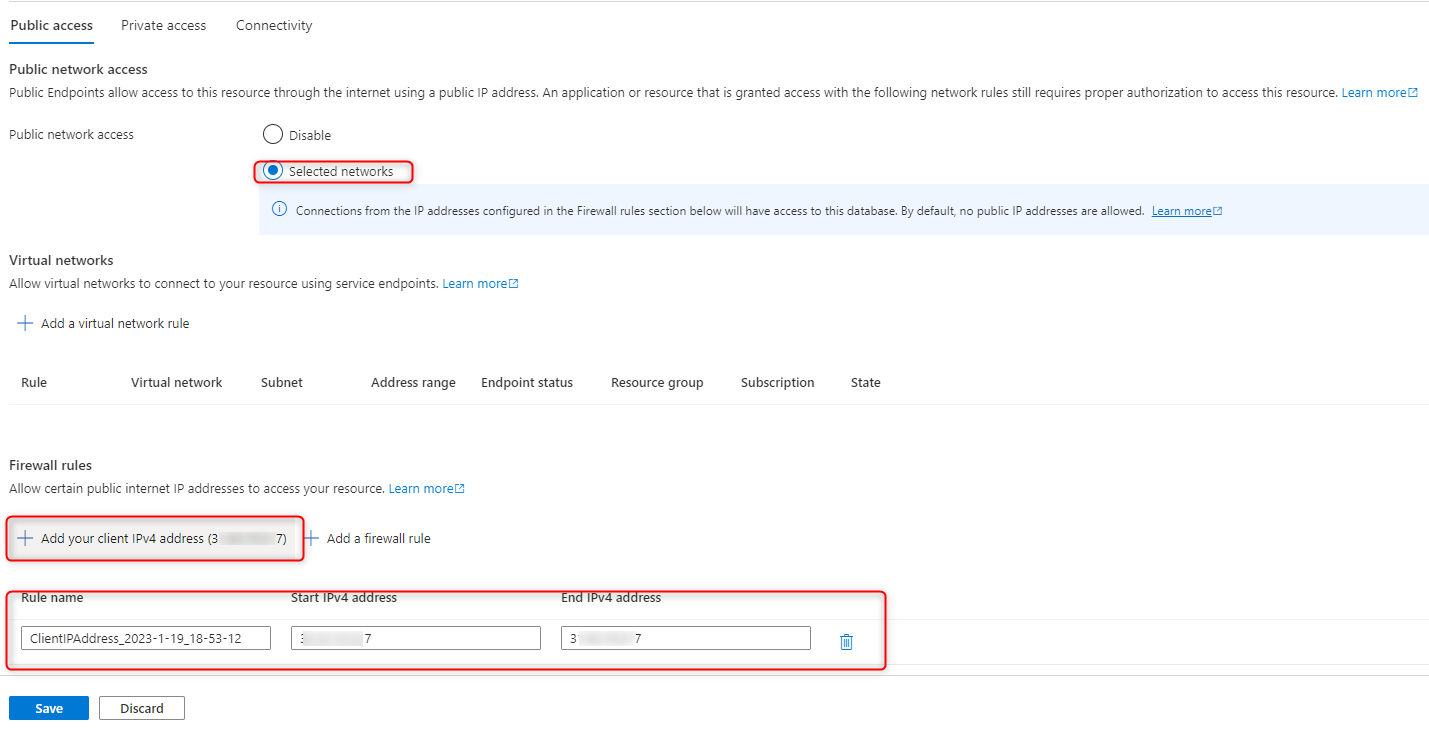 Public access Private access Connectivity
Public network access
Public Endpoints allow access to this resource through the internet using a public IP address. An application or resource that is granted access with the following network rules still requires proper authorization to access this resource. Learn more
Public network access
Disable
Selected networks
Connections from the IP addresses configured in the Firewall rules section below will have access to this database. By default, no public IP addresses are allowed. Learn more
Virtual networks
Allow virtual networks to connect to your resource using service endpoints. Learn more
Add a virtual network rule
Rule Virtual network Subnet Address range Endpoint status Resource group Subscription State
Firewall rules
Allow certain public internet IP addresses to access your resource. Learn more
Add your client IPv4 address (3 7) Add a firewall rule
Rule name Start IPv4 address End IPv4 address
ClientIPAddress_2023-1-19_18-53-12 3 7 3 7
Save Discard